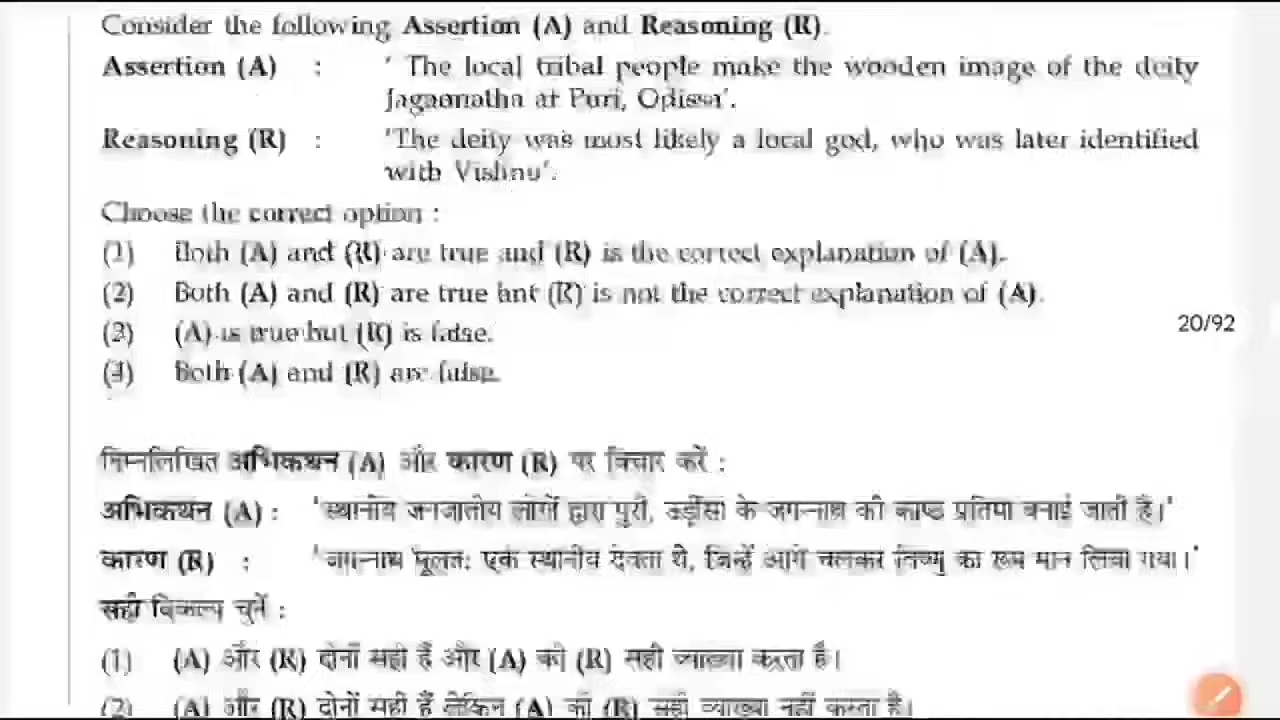 Consider the following Assertion (A) and Reasoning (R).
Assertion (A) : ' The local tribal people make the wooden image of the deity
Jagannatha at Puri, Odissa'.
Reasoning (R) : 'The deity was most likely a local god, who was later identified
with Vishnu'.
Choose the correct option :
(1) Both (A) and (R) are true and (R) is the correct explanation of (A).
(2) Both (A) and (R) are true but (R) is not the correct explanation of (A).
(3) (A) is true but (R) is false.
(4) Both (A) and (R) are false.
20/92
निम्नलिखित अभिकथन (A) और कारण (R) पर विचार करें :
अभिकथन (A) : 'स्थानीय जनजातीय लोगों द्वारा पुरी, उड़ीसा के जगन्नाथ की काष्ठ प्रतिमा बनाई जाती है।'
कारण (R) : 'जगन्नाथ मूलतः एक स्थानीय देवता थे, जिन्हें आगे चलकर विष्णु का रूप मान लिया गया।'
सही विकल्प चुनें :
(1) (A) और (R) दोनों सही हैं और (A) की (R) सही व्याख्या करता है।
(2) (A) और (R) दोनों सही हैं लेकिन (A) की (R) सही व्याख्या नहीं करता है।